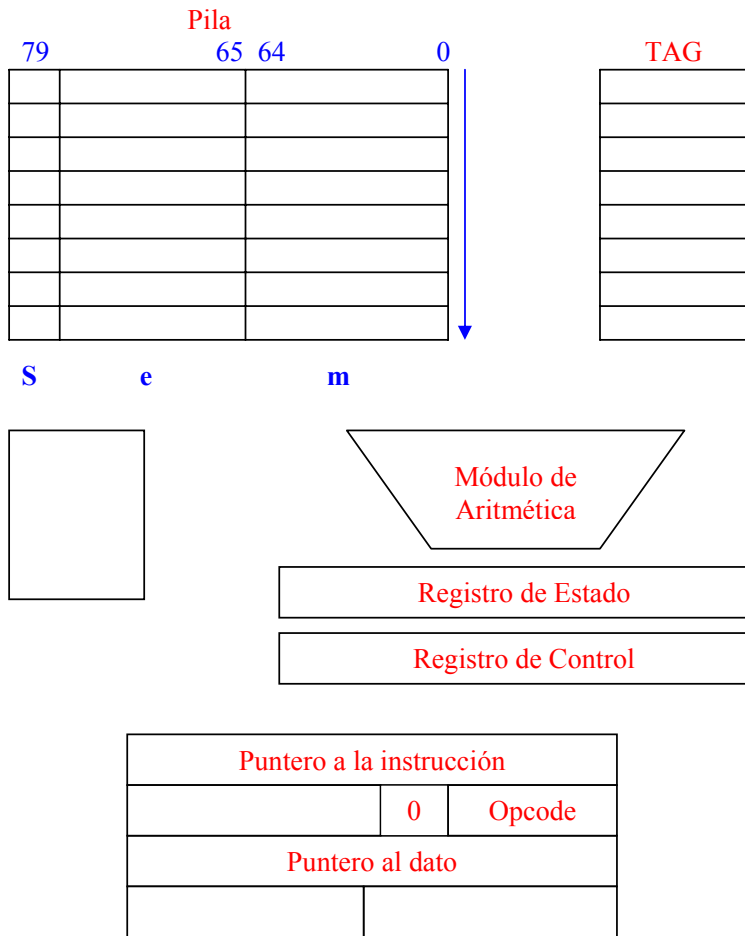 Pila
79 65 64 0 TAG
S e m
Módulo de
Aritmética
Registro de Estado
Registro de Control
Puntero a la instrucción
0 Opcode
Puntero al dato